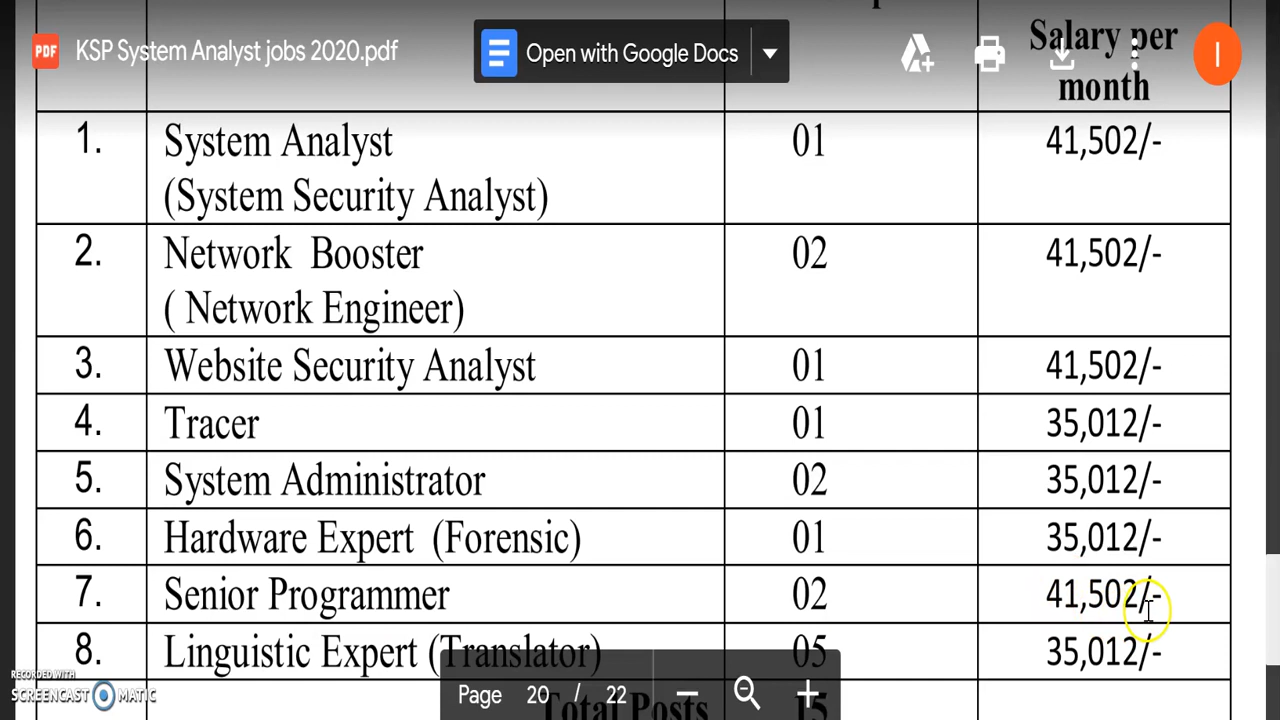 PDF KSP System Analyst jobs 2020.pdf Open with Google Docs I
Salary per
month
1. System Analyst 01 41,502/-
(System Security Analyst)
2. Network Booster 02 41,502/-
( Network Engineer)
3. Website Security Analyst 01 41,502/-
4. Tracer 01 35,012/-
5. System Administrator 02 35,012/-
6. Hardware Expert (Forensic) 01 35,012/-
7. Senior Programmer 02 41,502/-
8. Linguistic Expert (Translator) 05 35,012/-
RECORDED WITH
SCREENCAST MATIC
Page 20 / 22
Total Posts 15